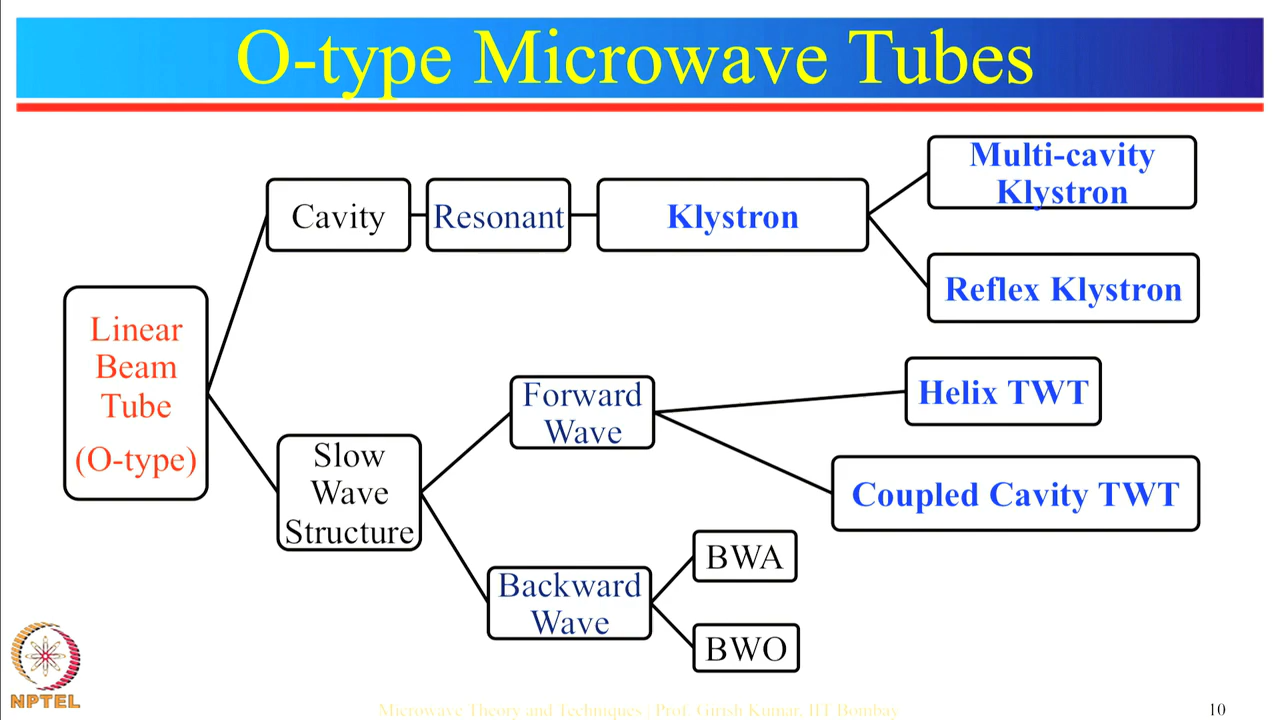 O-type Microwave Tubes
Linear
Beam
Tube
(O-type)
Cavity
Resonant
Klystron
Multi-cavity
Klystron
Reflex Klystron
Slow
Wave
Structure
Forward
Wave
Helix TWT
Coupled Cavity TWT
Backward
Wave
BWA
BWO
NPTEL
Microwave Theory and Techniques | Prof. Girish Kumar, IIT Bombay
10